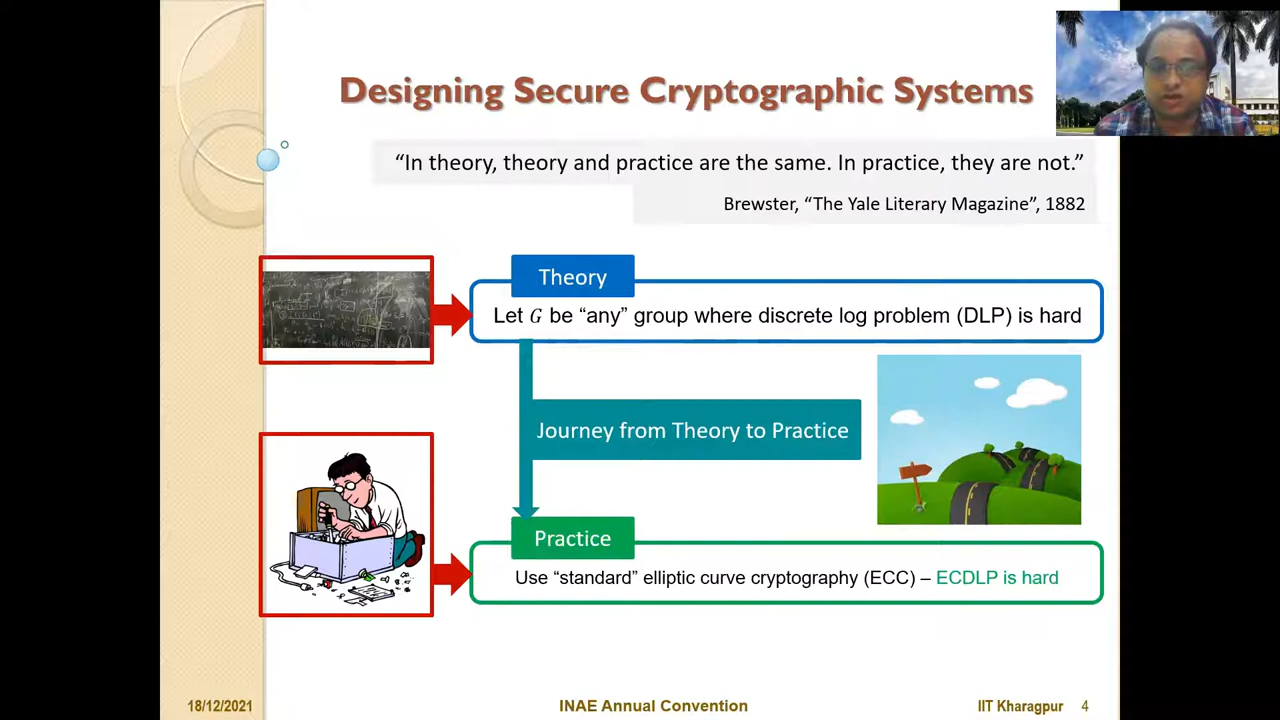 Designing Secure Cryptographic Systems
“In theory, theory and practice are the same. In practice, they are not.”
Brewster, “The Yale Literary Magazine”, 1882
Theory
Let G be “any” group where discrete log problem (DLP) is hard
Journey from Theory to Practice
Practice
Use “standard” elliptic curve cryptography (ECC) – ECDLP is hard
18/12/2021
INAE Annual Convention
IIT Kharagpur 4